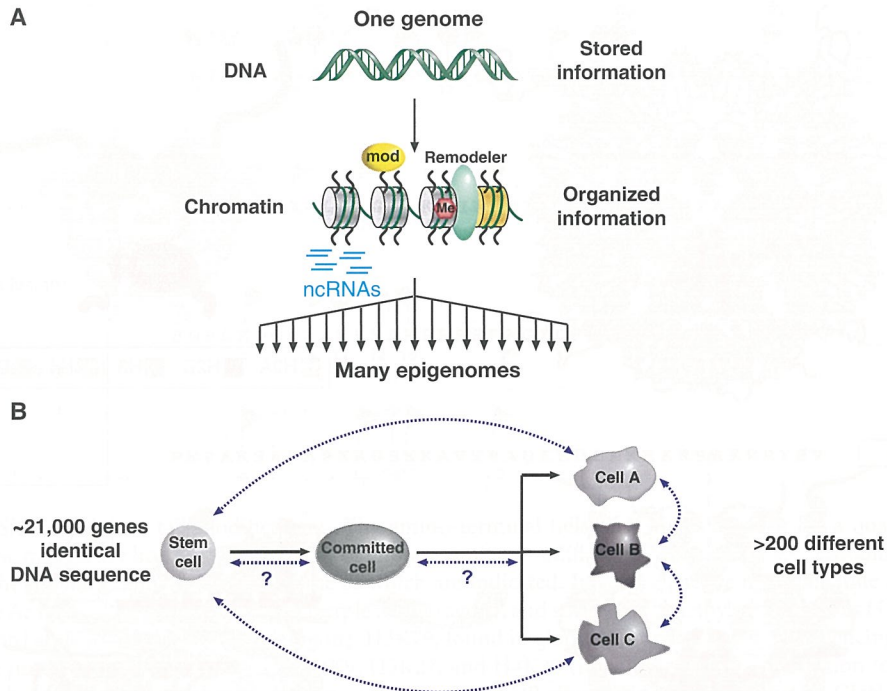 A
One genome
DNA
Stored
information
mod
Remodeler
Chromatin
Me
Organized
information
ncRNAs
Many epigenomes
B
~21,000 genes
identical
DNA sequence
Stem
cell
?
Committed
cell
?
Cell A
Cell B
Cell C
>200 different
cell types